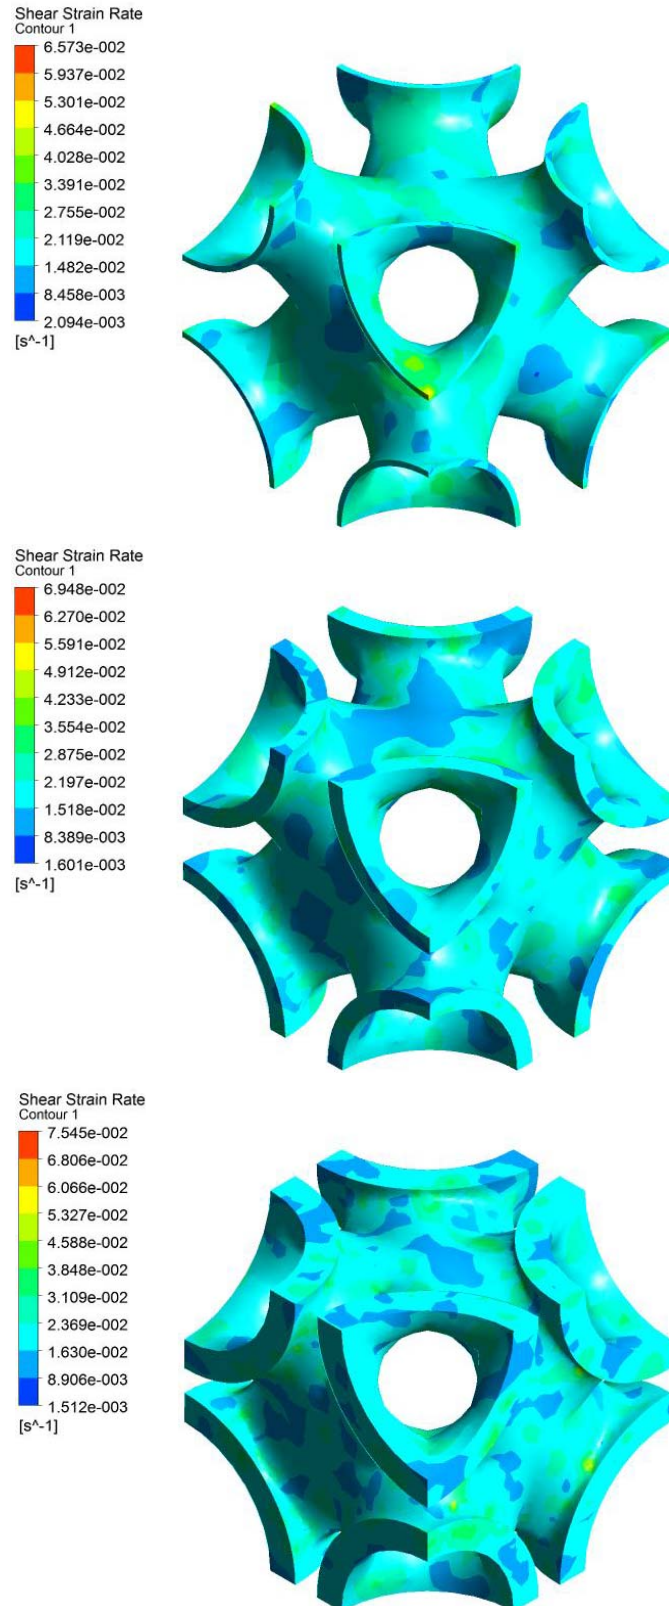 Shear Strain Rate
Contour 1
6.573e-002
5.937e-002
5.301e-002
4.664e-002
4.028e-002
3.391e-002
2.755e-002
2.119e-002
1.482e-002
8.458e-003
2.094e-003
[s^-1]
Shear Strain Rate
Contour 1
6.948e-002
6.270e-002
5.591e-002
4.912e-002
4.233e-002
3.554e-002
2.875e-002
2.197e-002
1.518e-002
8.389e-003
1.601e-003
[s^-1]
Shear Strain Rate
Contour 1
7.545e-002
6.806e-002
6.066e-002
5.327e-002
4.588e-002
3.848e-002
3.109e-002
2.369e-002
1.630e-002
8.906e-003
1.512e-003
[s^-1]